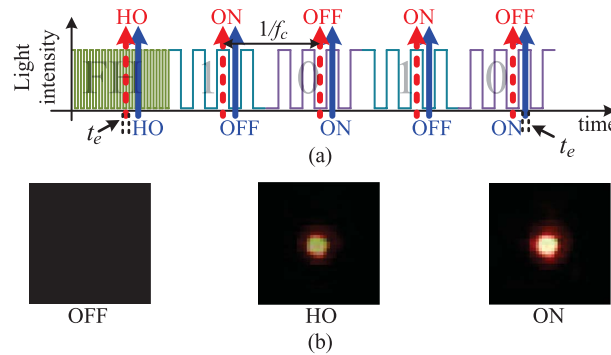 HO ON OFF ON OFF
1/f_c
Light intensity
FH 1 0 1 0
t_e HO OFF ON OFF ON t_e time
(a)
OFF HO ON
(b)